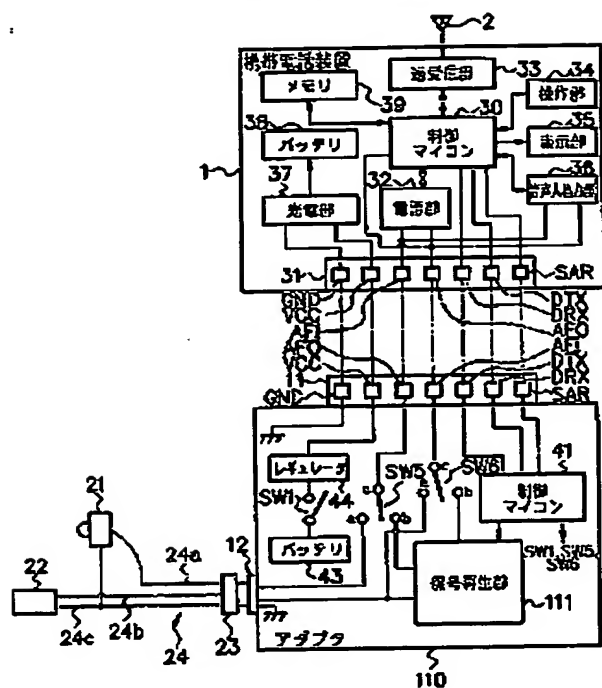 2
携帯電話装置
送受信部
33
34
メモリ
39
30
操作部
38
制御
マイコン
35
バッテリ
表示部
1
37
32
36
充電部
電話部
音声入出力部
31
SAR
GND
VCC
AFI
AFO
DTX
DRX
AFO
AFI
VCC
11
DTX
DRX
GND
SAR
レギュレータ
SW1
44
a
c
b
SW5
a
c
b
SW6
41
制御
マイコン
バッテリ
43
SW1,SW5,
SW6
21
22
24a
12
24b
24c
24
23
111
アダプタ
110